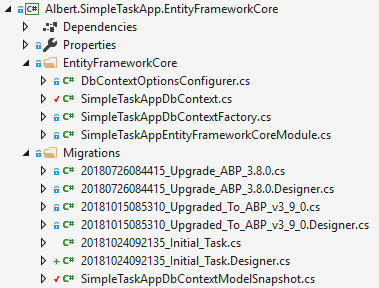 C# Albert.SimpleTaskApp.EntityFrameworkCore
Dependencies
Properties
EntityFrameworkCore
C# DbContextOptionsConfigurer.cs
C# SimpleTaskAppDbContext.cs
C# SimpleTaskAppDbContextFactory.cs
C# SimpleTaskAppEntityFrameworkCoreModule.cs
Migrations
C# 20180726084415_Upgrade_ABP_3.8.0.cs
C# 20180726084415_Upgrade_ABP_3.8.0.Designer.cs
C# 20181015085310_Upgraded_To_ABP_v3_9_0.cs
C# 20181015085310_Upgraded_To_ABP_v3_9_0.Designer.cs
C# 20181024092135_Initial_Task.cs
C# 20181024092135_Initial_Task.Designer.cs
C# SimpleTaskAppDbContextModelSnapshot.cs